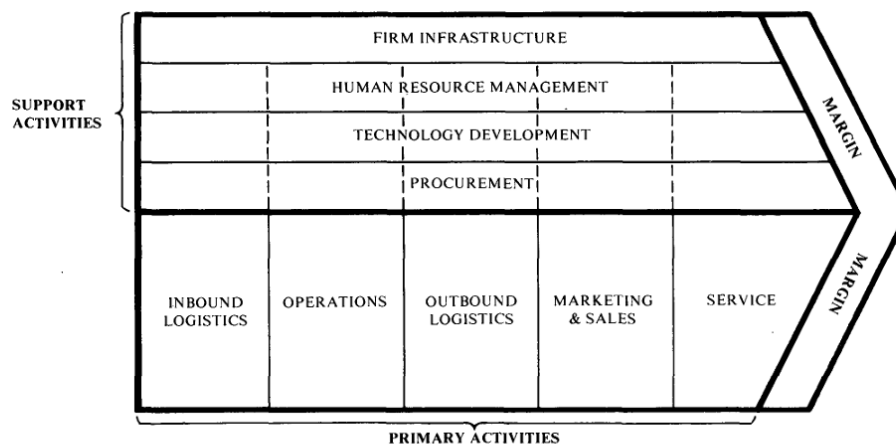 FIRM INFRASTRUCTURE
HUMAN RESOURCE MANAGEMENT
SUPPORT
ACTIVITIES
TECHNOLOGY DEVELOPMENT
PROCUREMENT
MARGIN
INBOUND
LOGISTICS
OPERATIONS
OUTBOUND
LOGISTICS
MARKETING
& SALES
SERVICE
MARGIN
PRIMARY ACTIVITIES